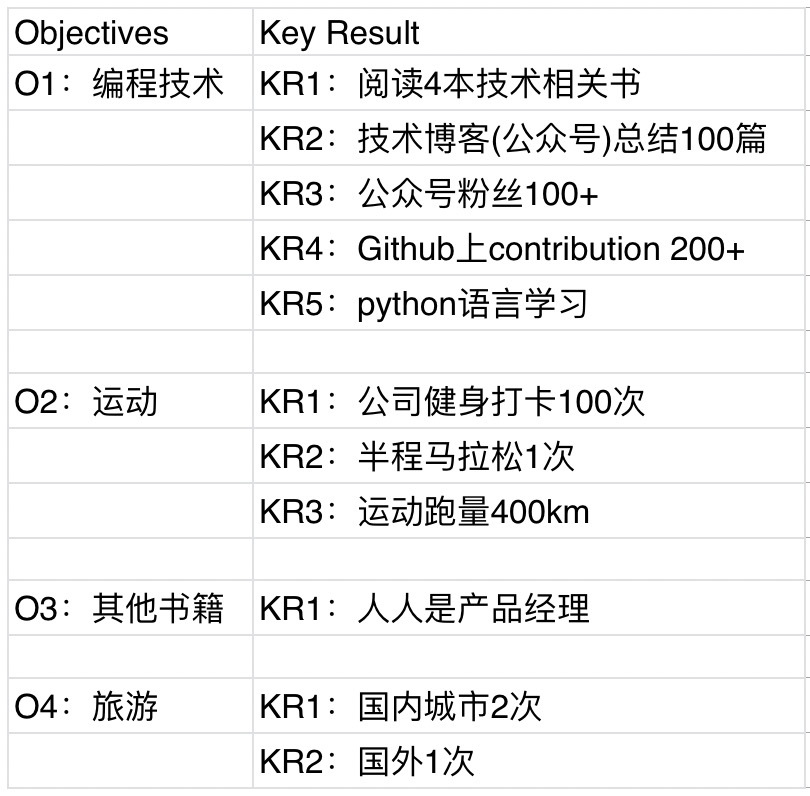 Objectives Key Result
O1：编程技术 KR1：阅读4本技术相关书
KR2：技术博客(公众号)总结100篇
KR3：公众号粉丝100+
KR4：Github上contribution 200+
KR5：python语言学习
O2：运动 KR1：公司健身打卡100次
KR2：半程马拉松1次
KR3：运动跑量400km
O3：其他书籍 KR1：人人是产品经理
O4：旅游 KR1：国内城市2次
KR2：国外1次